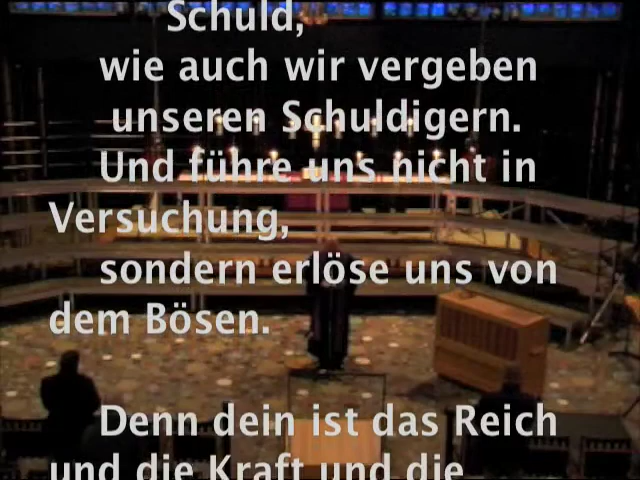 Schuld,
wie auch wir vergeben
unseren Schuldigern.
Und führe uns nicht in
Versuchung,
sondern erlöse uns von
dem Bösen.
Denn dein ist das Reich
und die Kraft und die